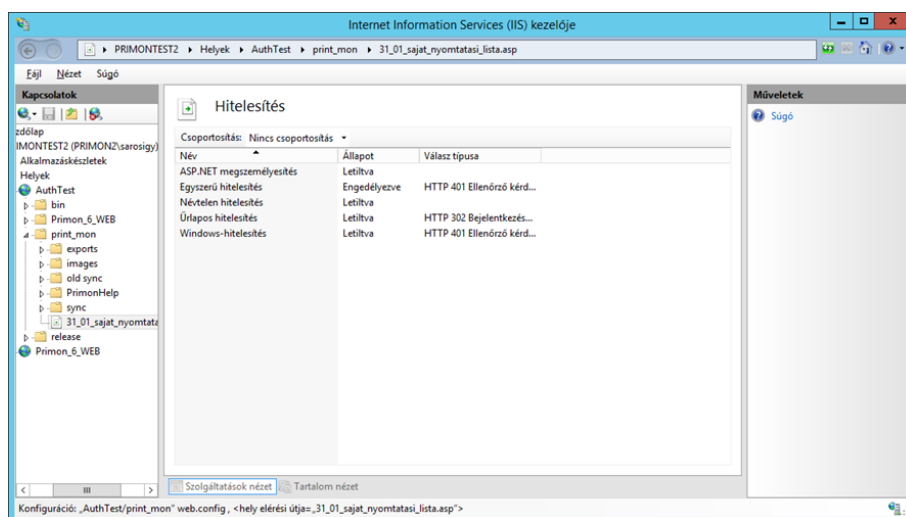 Internet Information Services (IIS) kezelője
PRIMONTEST2 Helyek AuthTest print_mon 31_01_sajat_nyomtatasi_lista.asp
Fájl Nézet Súgó
Kapcsolatok
zdőlap
IMONTEST2 (PRIMON2\sarosigy)
Alkalmazáskészletek
Helyek
AuthTest
bin
Primon_6_WEB
print_mon
exports
images
old sync
PrimonHelp
sync
31_01_sajat_nyomtata
release
Primon_6_WEB
Hitelesítés
Csoportosítás: Nincs csoportosítás
Név Állapot Válasz típusa
ASP.NET megszemélyesítés Letiltva
Egyszerű hitelesítés Engedélyezve HTTP 401 Ellenőrző kérd...
Névtelen hitelesítés Letiltva
Űrlapos hitelesítés Letiltva HTTP 302 Bejelentkezés...
Windows-hitelesítés Letiltva HTTP 401 Ellenőrző kérd...
Szolgáltatások nézet Tartalom nézet
Műveletek
Súgó
Konfiguráció: „AuthTest/print_mon” web.config , <hely elérési útja=„31_01_sajat_nyomtatasi_lista.asp”>